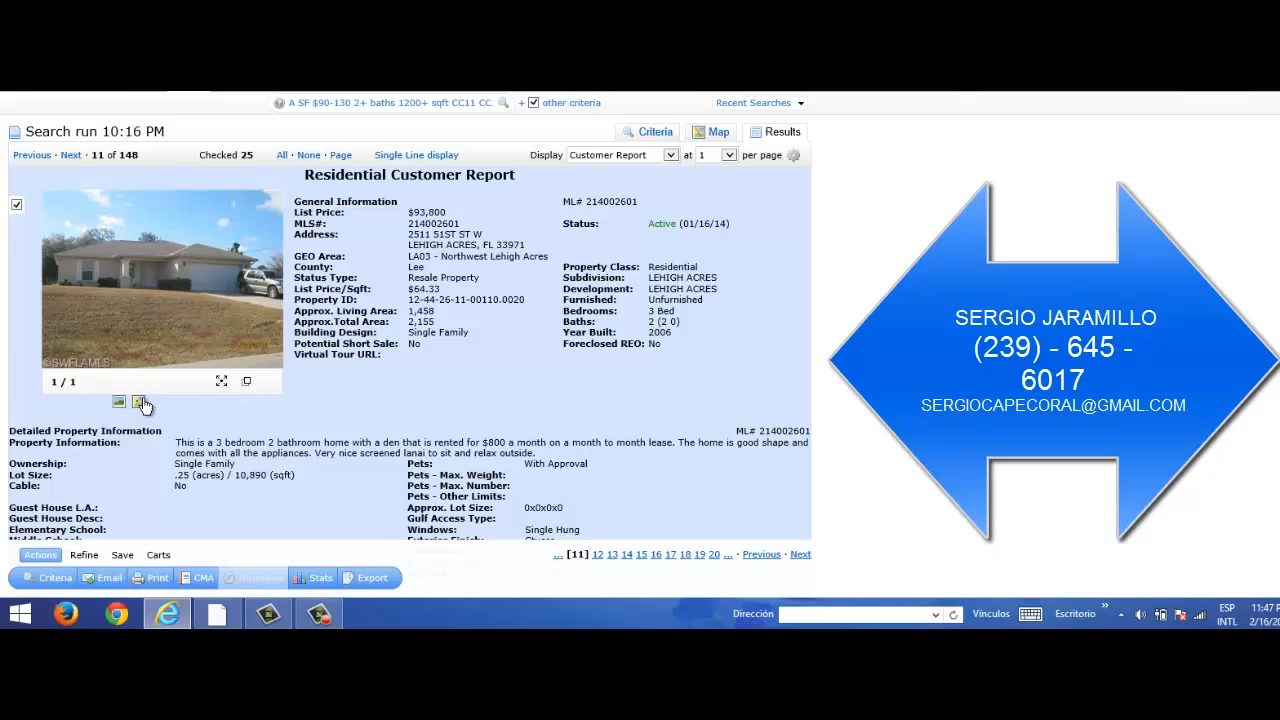 A SF $90-130 2+ baths 1200+ sqft CC11 CC + other criteria Recent Searches
Search run 10:16 PM Criteria Map Results
Previous · Next · 11 of 148 Checked 25 All · None · Page Single Line display Display Customer Report at 1 per page
Residential Customer Report
General Information ML# 214002601
List Price: $93,800
MLS#: 214002601 Status: Active (01/16/14)
Address: 2511 51ST ST W
LEHIGH ACRES, FL 33971
GEO Area: LA03 - Northwest Lehigh Acres
County: Lee Property Class: Residential
Status Type: Resale Property Subdivision: LEHIGH ACRES
List Price/Sqft: $64.33 Development: LEHIGH ACRES
Property ID: 12-44-26-11-00110.0020 Furnished: Unfurnished
Approx. Living Area: 1,458 Bedrooms: 3 Bed
Approx.Total Area: 2,155 Baths: 2 (2 0)
Building Design: Single Family Year Built: 2006
Potential Short Sale: No Foreclosed REO: No
Virtual Tour URL:
©SWFLAMLS
1 / 1
Detailed Property Information ML# 214002601
Property Information: This is a 3 bedroom 2 bathroom home with a den that is rented for $800 a month on a month to month lease. The home is good shape and
comes with all the appliances. Very nice screened lanai to sit and relax outside.
Ownership: Single Family Pets: With Approval
Lot Size: .25 (acres) / 10,890 (sqft) Pets - Max. Weight:
Cable: No Pets - Max. Number:
Pets - Other Limits:
Guest House L.A.: Approx. Lot Size: 0x0x0x0
Guest House Desc: Gulf Access Type:
Elementary School: Windows: Single Hung
Actions Refine Save Carts ... [11] 12 13 14 15 16 17 18 19 20 ... · Previous · Next
Criteria Email Print CMA Directions Stats Export
Dirección Vínculos Escritorio » ESP 11:47
INTL 2/16/20
SERGIO JARAMILLO
(239) - 645 -
6017
SERGIOCAPECORAL@GMAIL.COM